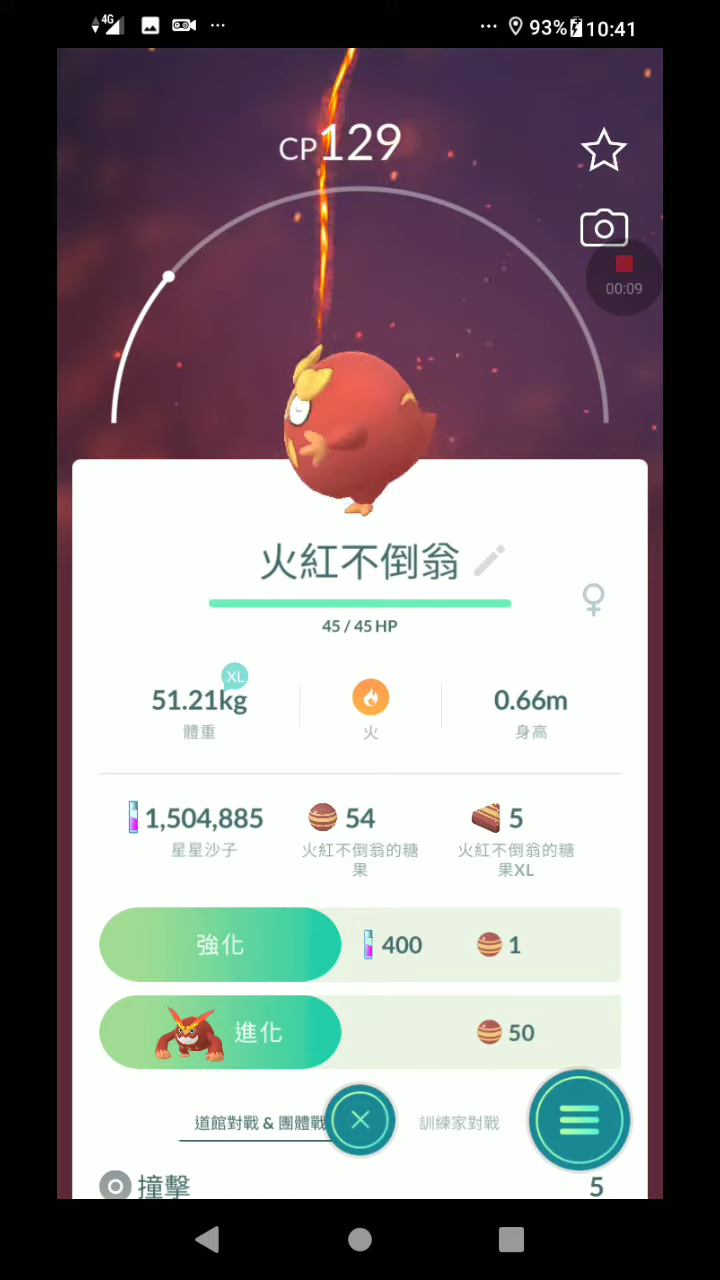 4G
93%
10:41
CP129
00:09
火紅不倒翁
45 / 45 HP
XL
51.21kg
體重
火
0.66m
身高
1,504,885
星星沙子
54
火紅不倒翁的糖
果
5
火紅不倒翁的糖
果XL
強化
400
1
進化
50
道館對戰 & 團體戰
訓練家對戰
撞擊
5